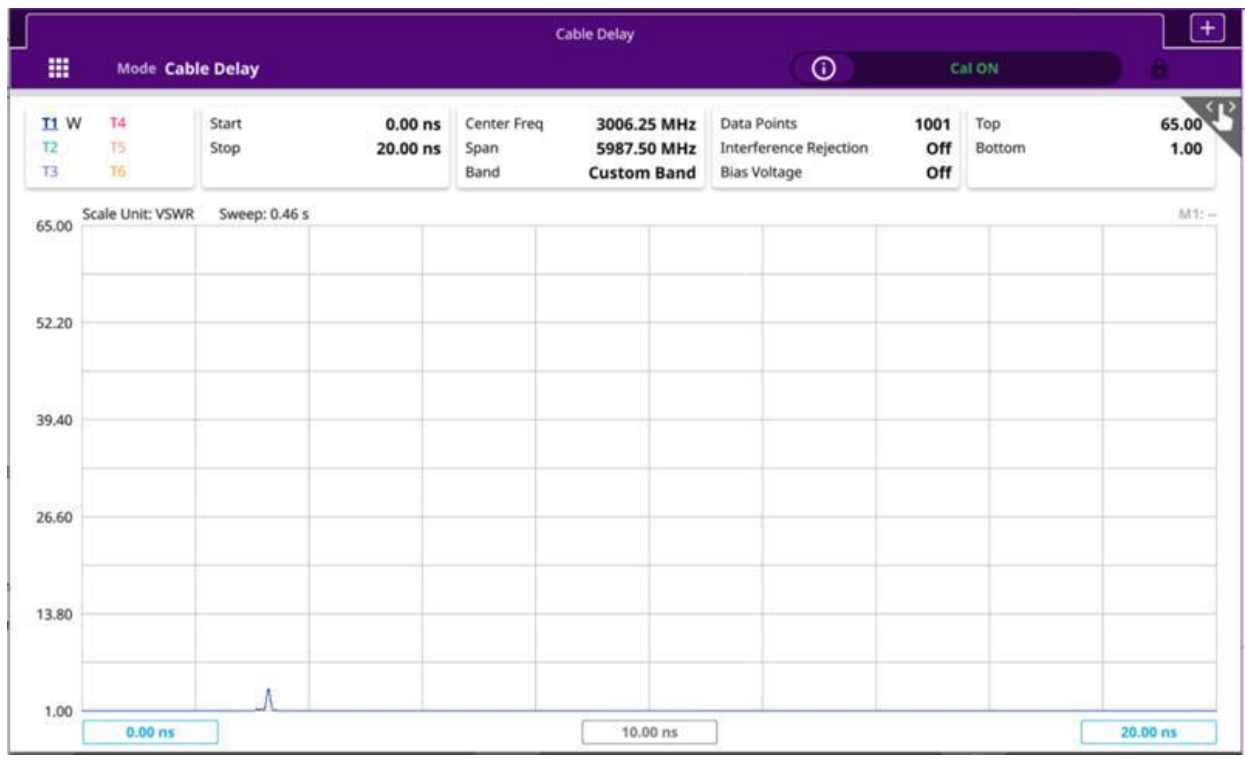 Cable Delay
+
Mode Cable Delay
Cal ON
T1 W T4
T2 T5
T3 T6
Start 0.00 ns
Stop 20.00 ns
Center Freq 3006.25 MHz
Span 5987.50 MHz
Band Custom Band
Data Points 1001
Interference Rejection Off
Bias Voltage Off
Top 65.00
Bottom 1.00
Scale Unit: VSWR Sweep: 0.46 s
M1: --
65.00
52.20
39.40
26.60
13.80
1.00
0.00 ns 10.00 ns 20.00 ns